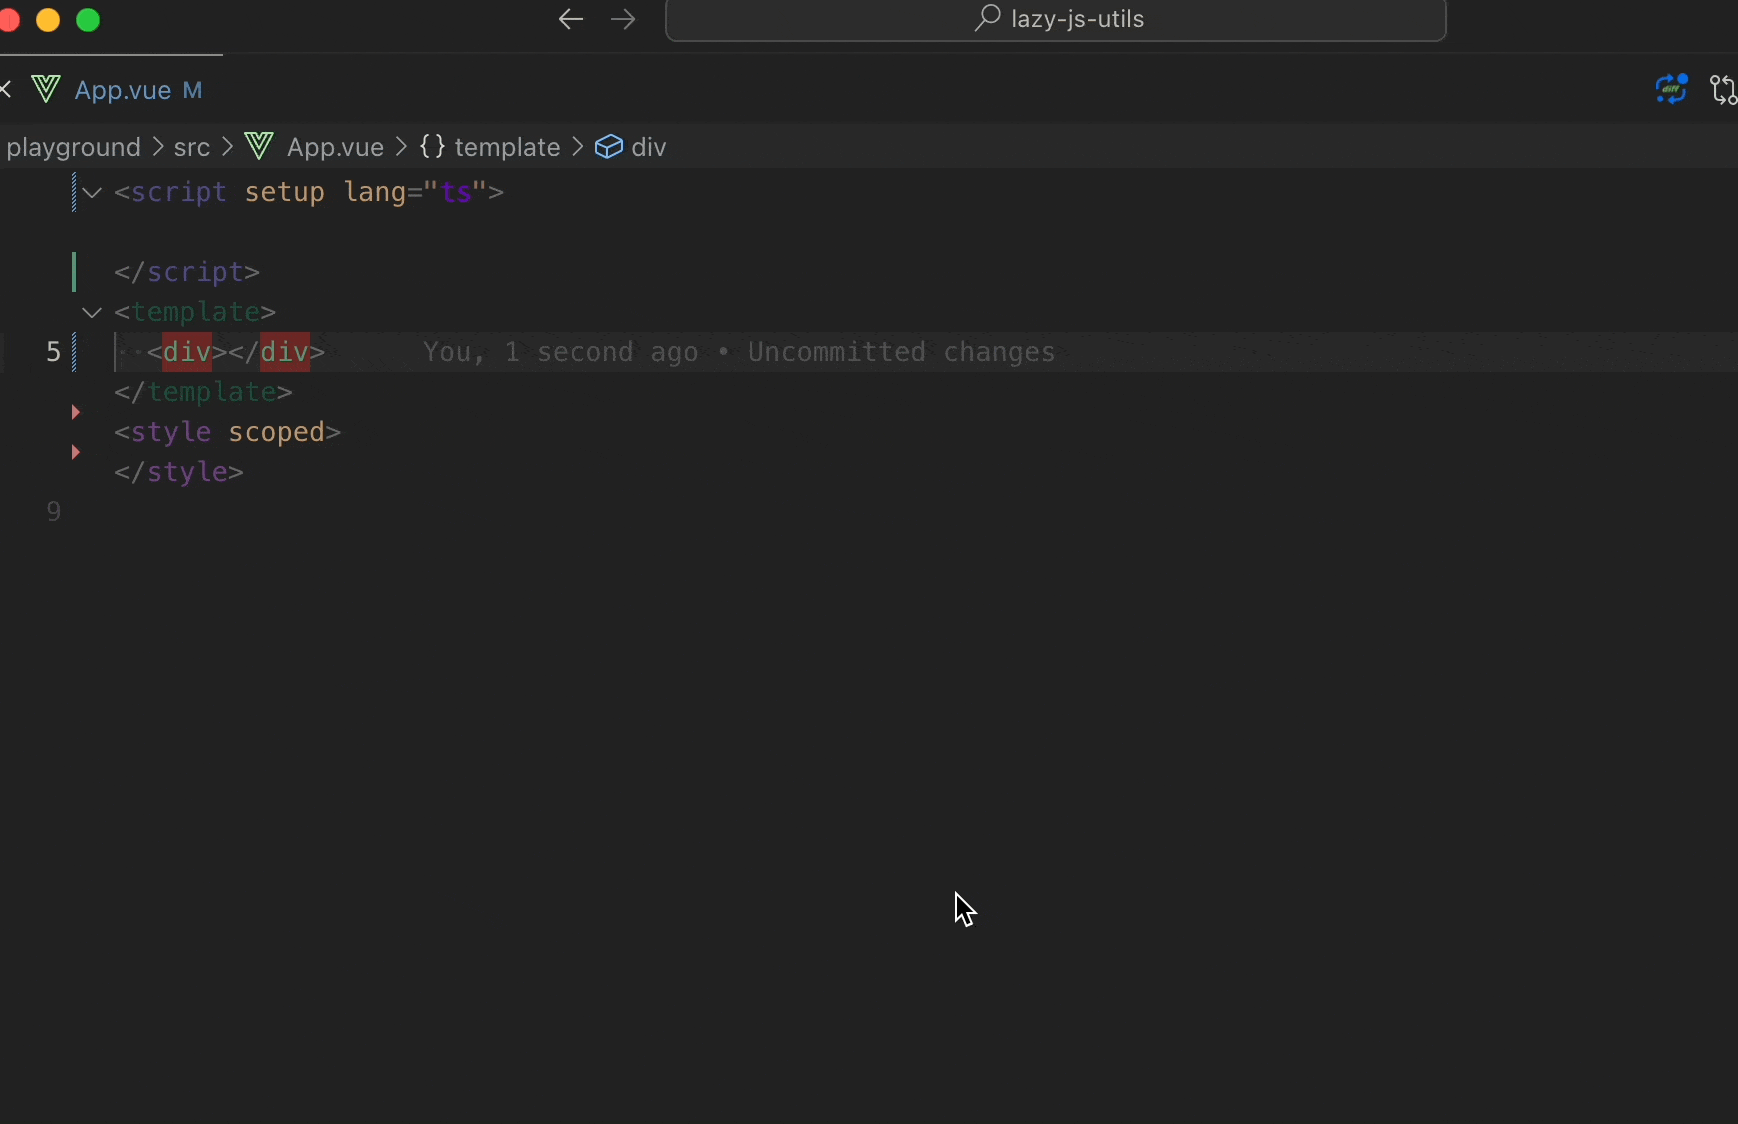 lazy-js-utils
App.vue M
diff
playground > src > App.vue > {} template > div
<script setup lang="ts">
</script>
<template>
5 <div></div> You, 1 second ago • Uncommitted changes
</template>
<style scoped>
</style>
9